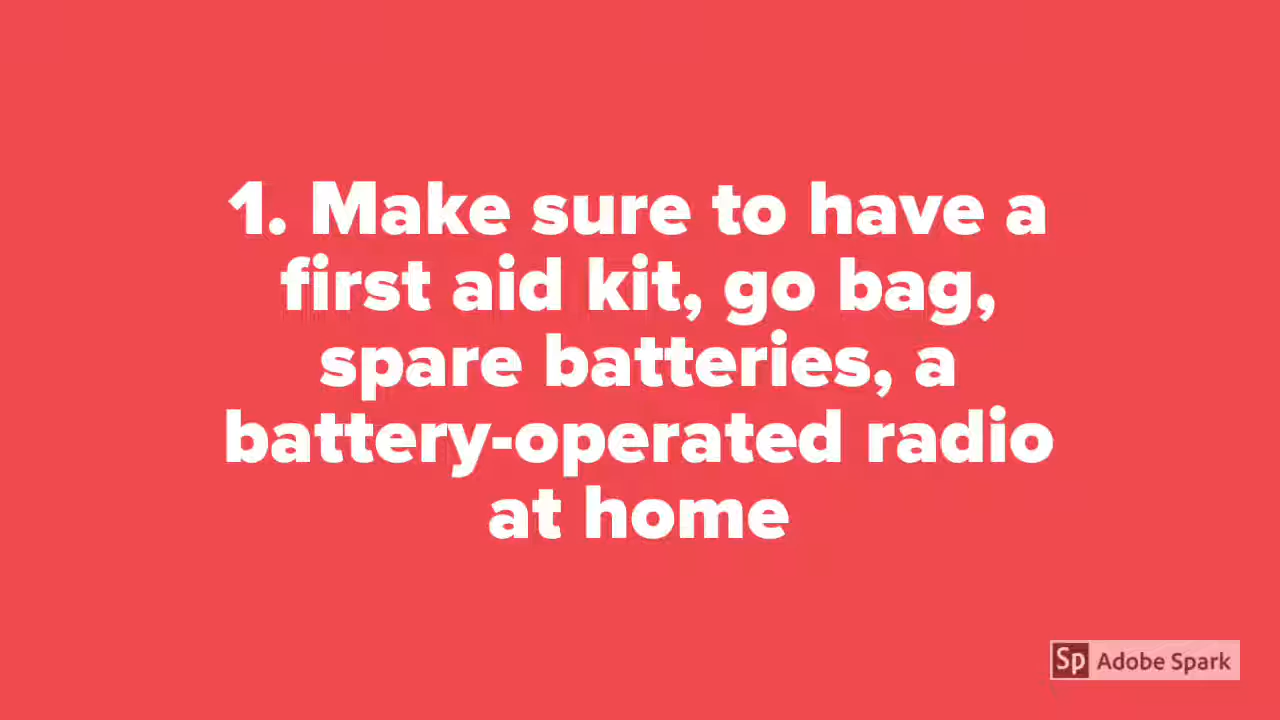 1. Make sure to have a
first aid kit, go bag,
spare batteries, a
battery-operated radio
at home
Sp Adobe Spark